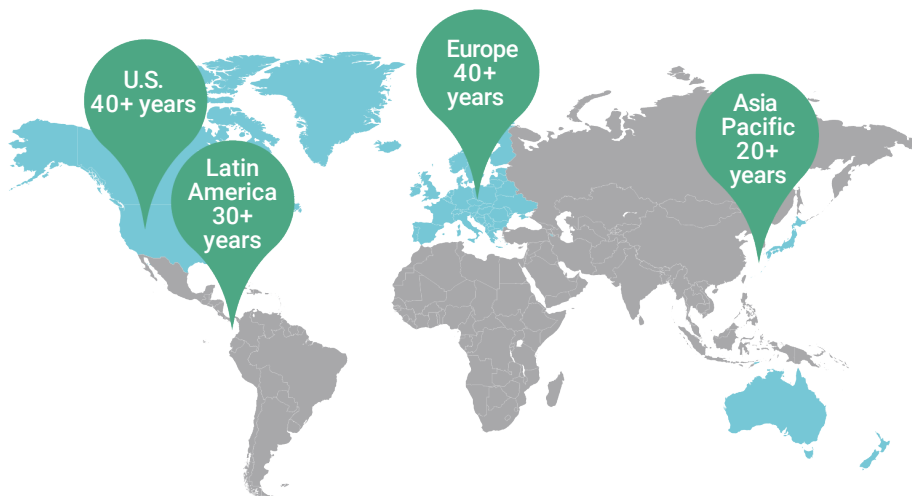 U.S.
40+ years
Latin
America
30+
years
Europe
40+
years
Asia
Pacific
20+
years